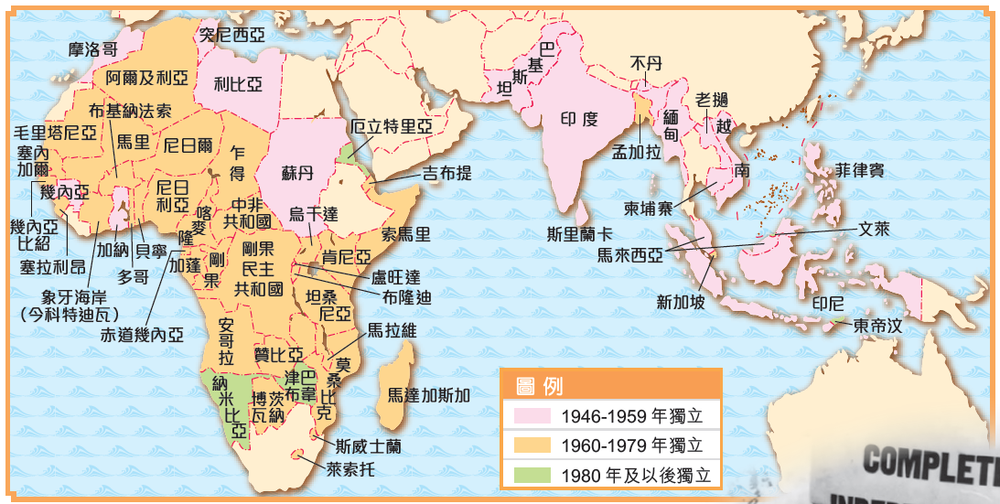 摩洛哥
突尼西亞
阿爾及利亞
利比亞
布基納法索
毛里塔尼亞
馬里
尼日爾
乍得
蘇丹
厄立特里亞
吉布提
塞內
加爾
幾內亞
幾內亞
比紹
塞拉利昂
象牙海岸
(今科特迪瓦)
加納
多哥
貝寧
尼日
利亞
喀麥隆
中非
共和國
烏干達
索馬里
肯尼亞
赤道幾內亞
加蓬
剛果
剛果
民主
共和國
盧旺達
布隆迪
坦桑
尼亞
馬拉維
安哥拉
贊比亞
莫桑比克
津巴
布韋
納米比亞
博茨
瓦納
馬達加斯加
斯威士蘭
萊索托
巴基斯坦
印度
不丹
孟加拉
緬甸
老撾
越南
柬埔寨
斯里蘭卡
菲律賓
馬來西亞
文萊
新加坡
印尼
東帝汶
圖例
1946-1959 年獨立
1960-1979 年獨立
1980 年及以後獨立
COMPLETE